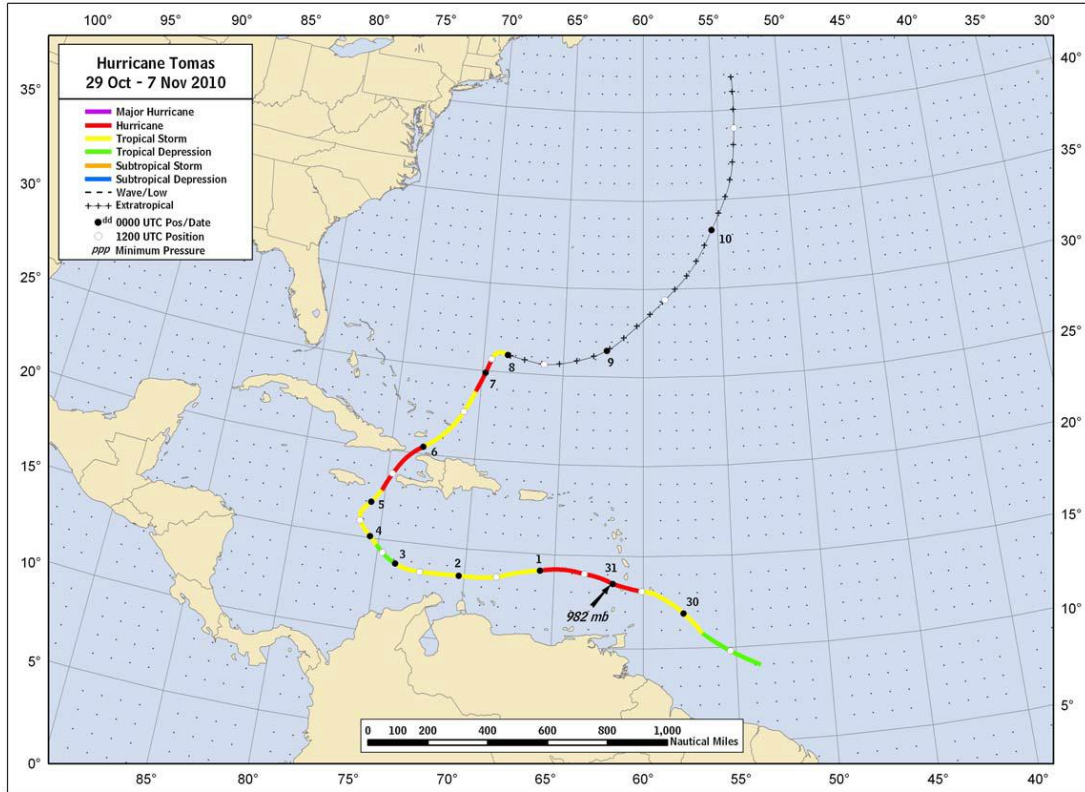 100° 95° 90° 85° 80° 75° 70° 65° 60° 55° 50° 45° 40° 35° 30°
Hurricane Tomas
29 Oct - 7 Nov 2010
Major Hurricane
Hurricane
Tropical Storm
Tropical Depression
Subtropical Storm
Subtropical Depression
Wave/Low
Extratropical
dd 0000 UTC Pos/Date
1200 UTC Position
ppp Minimum Pressure
35°
30°
25°
20°
15°
10°
5°
0°
40°
35°
30°
25°
20°
15°
10°
5°
10
9
8
7
6
5
4
3
2
1
31
30
982 mb
0 100 200 400 600 800 1,000
Nautical Miles
85° 80° 75° 70° 65° 60° 55° 50° 45° 40°